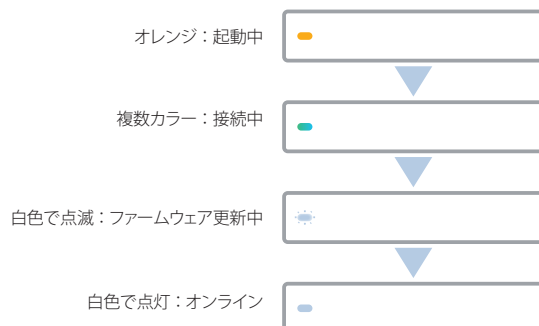 オレンジ：起動中
複数カラー：接続中
白色で点滅：ファームウェア更新中
白色で点灯：オンライン